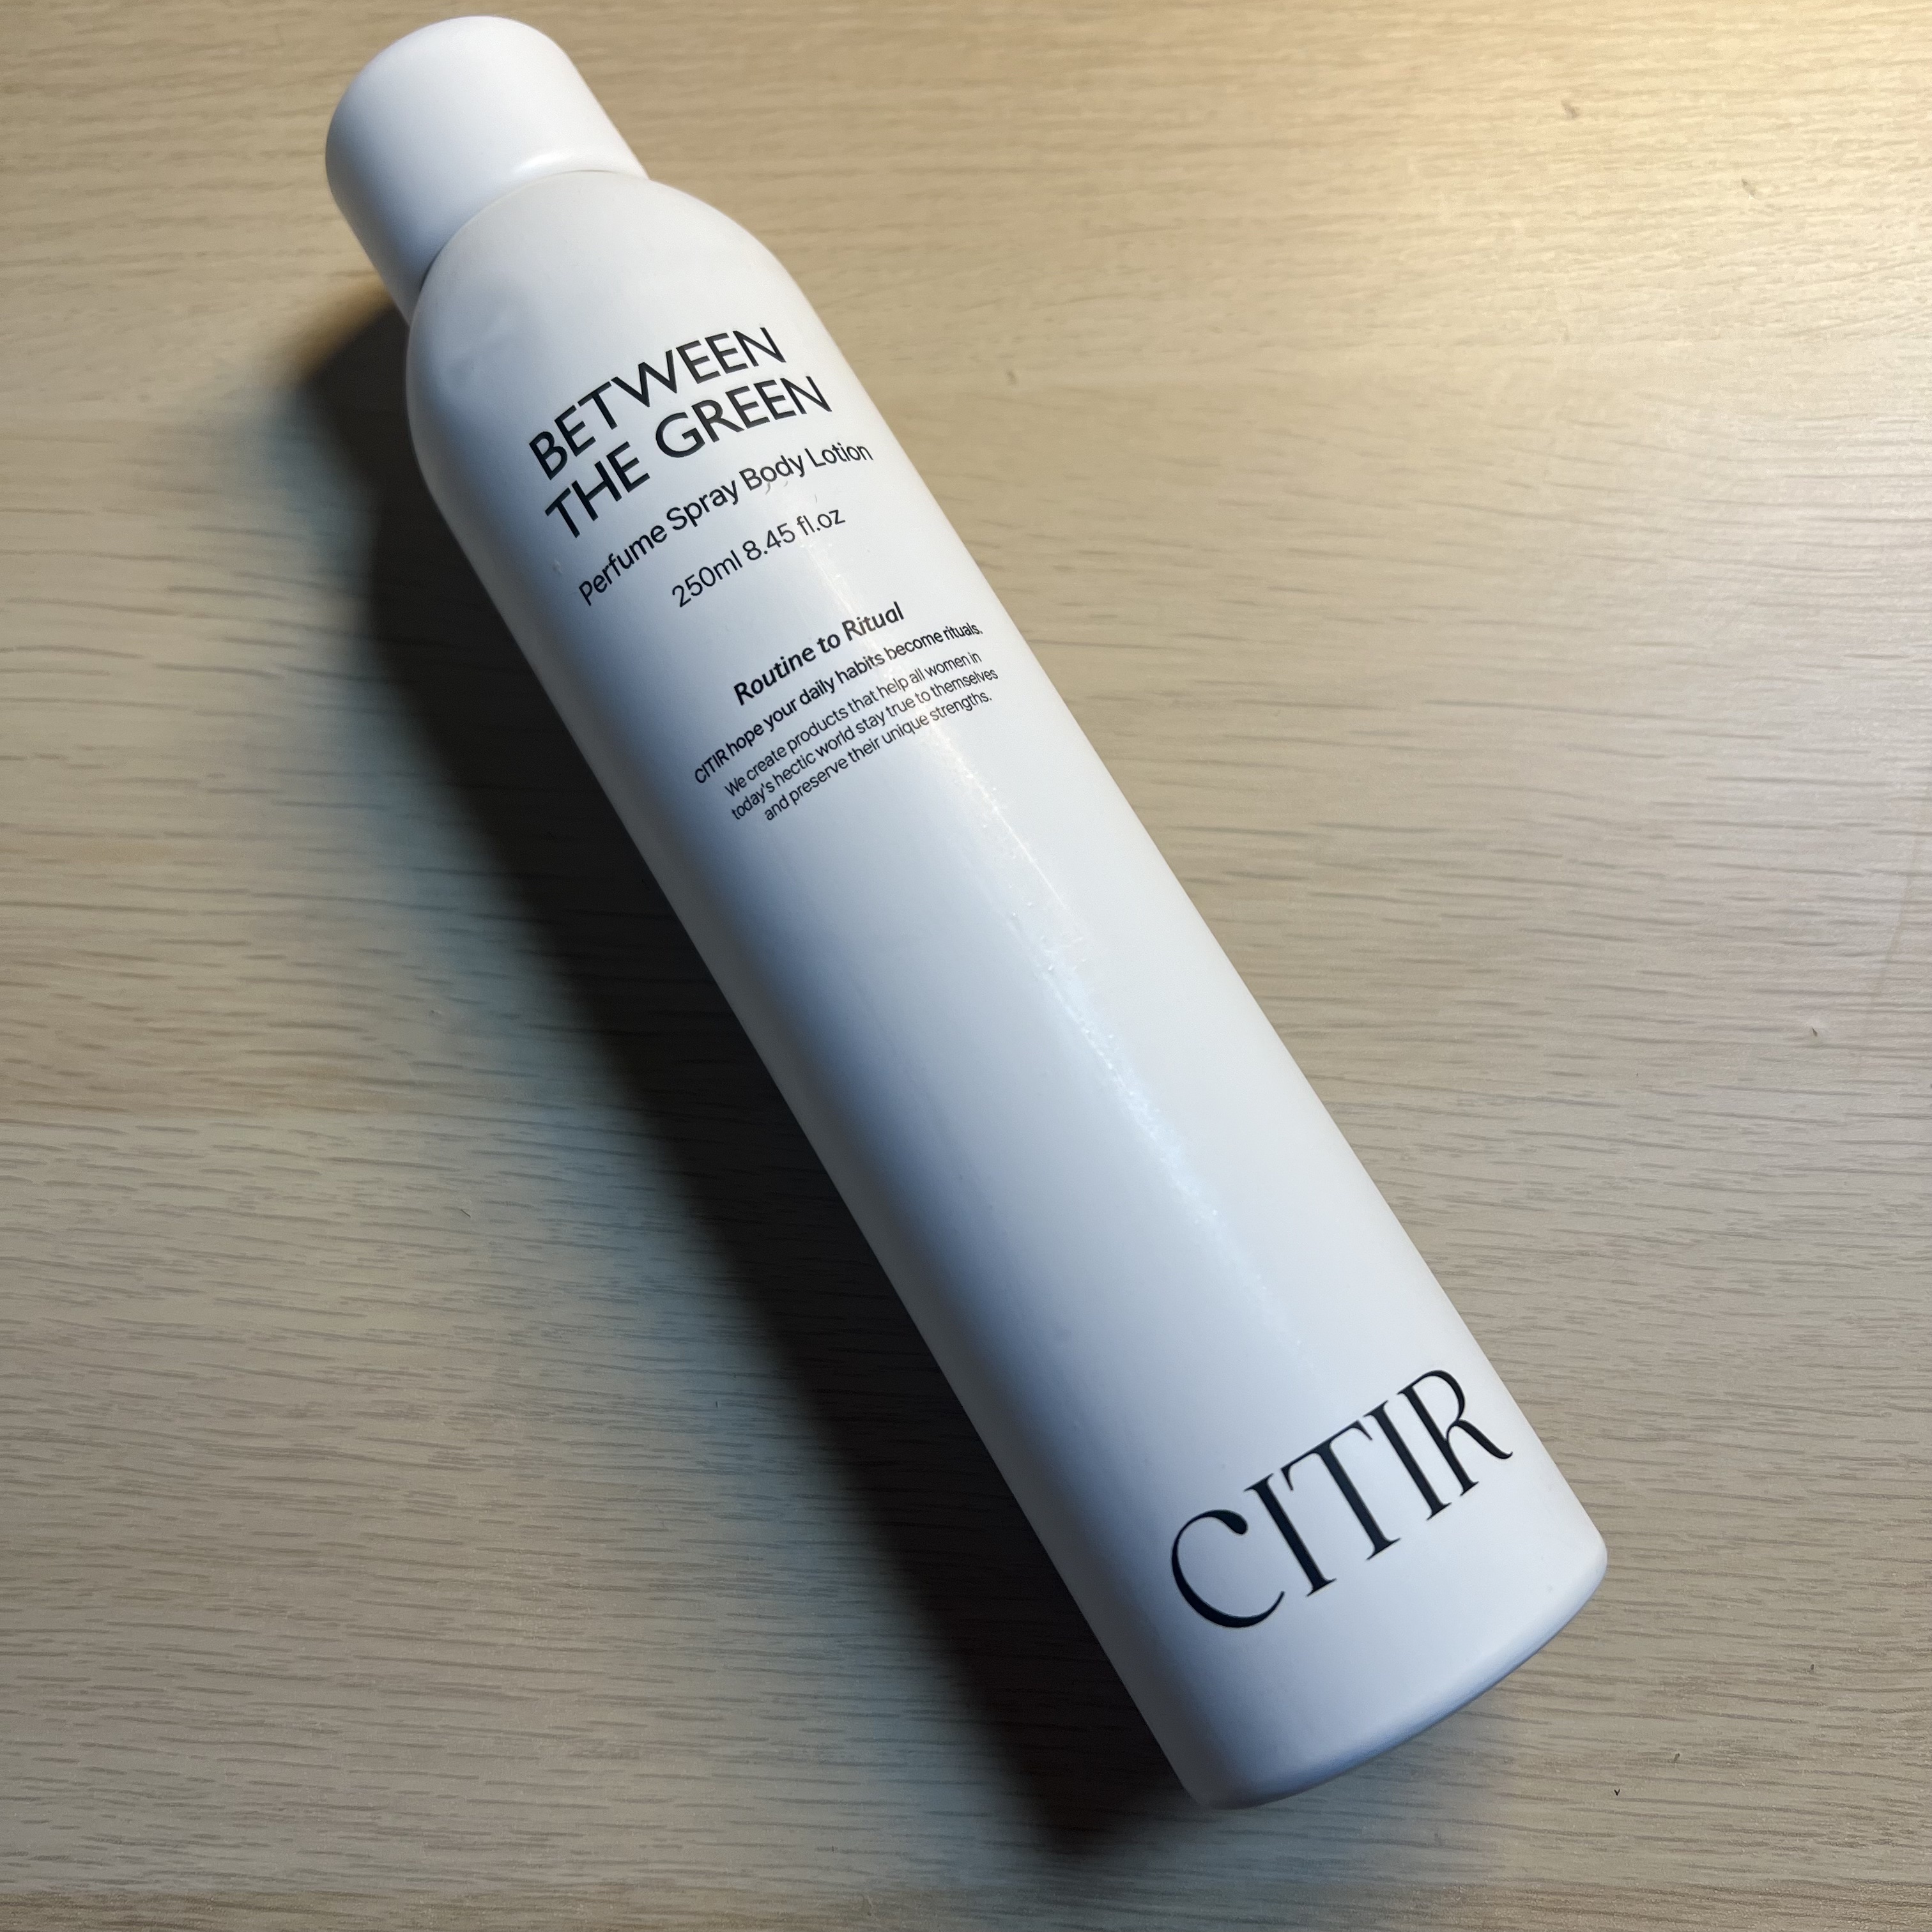 BETWEEN
THE GREEN
Perfume Spray Body Lotion
250ml 8.45 fl.oz
Routine to Ritual
CITIR hope your daily habits become rituals.
We create products that help all women in
today's hectic world stay true to themselves
and preserve their unique strengths.
CITIR